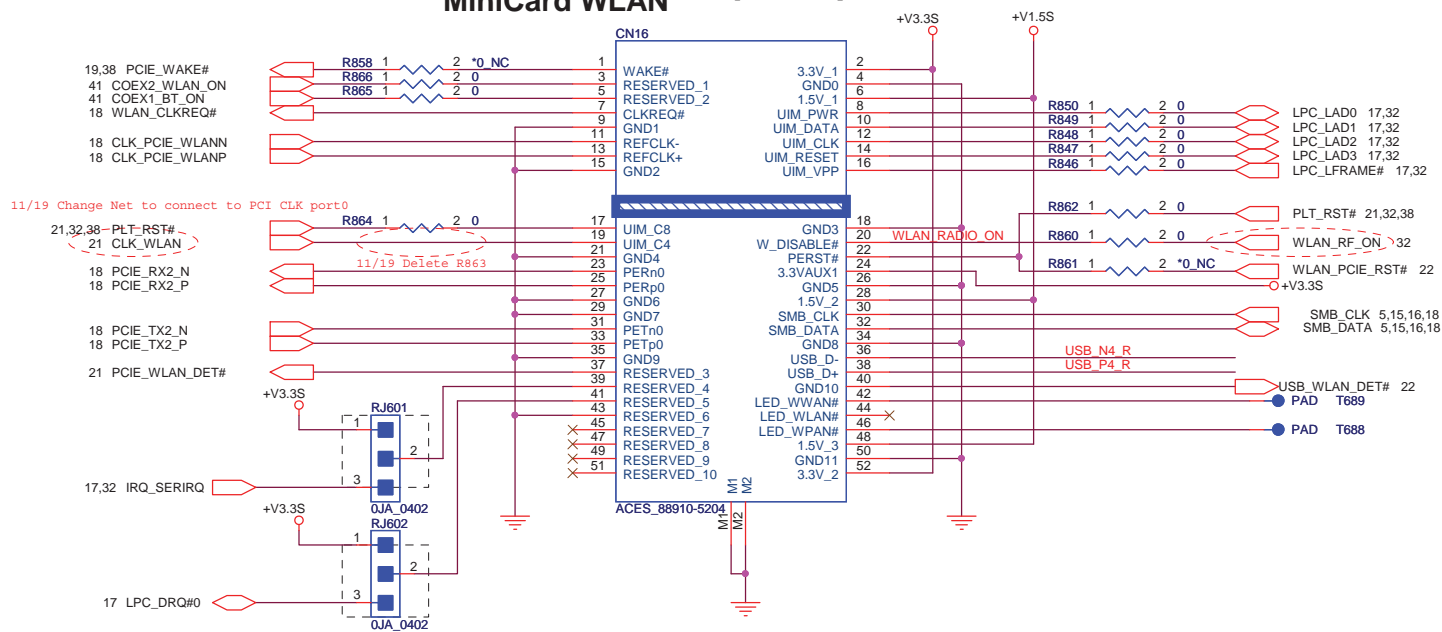 MiniCard WLAN
+V3.3S +V1.5S
CN16
19,38 PCIE_WAKE# R858 1 2 *0_NC 1 WAKE# 3.3V_1 2
41 COEX2_WLAN_ON R866 1 2 0 3 RESERVED_1 GND0 4
41 COEX1_BT_ON R865 1 2 0 5 RESERVED_2 1.5V_1 6
18 WLAN_CLKREQ# 7 CLKREQ# UIM_PWR 8 R850 1 2 0 LPC_LAD0 17,32
9 GND1 UIM_DATA 10 R849 1 2 0 LPC_LAD1 17,32
18 CLK_PCIE_WLANN 11 REFCLK- UIM_CLK 12 R848 1 2 0 LPC_LAD2 17,32
18 CLK_PCIE_WLANP 13 REFCLK+ UIM_RESET 14 R847 1 2 0 LPC_LAD3 17,32
15 GND2 UIM_VPP 16 R846 1 2 0 LPC_LFRAME# 17,32
11/19 Change Net to connect to PCI CLK port0
21,32,38 PLT_RST# R864 1 2 0 17 UIM_C8 GND3 18 R862 1 2 0 PLT_RST# 21,32,38
21 CLK_WLAN 19 UIM_C4 W_DISABLE# 20 WLAN_RADIO_ON R860 1 2 0 WLAN_RF_ON 32
11/19 Delete R863
21 GND4 PERST# 22
18 PCIE_RX2_N 23 PERn0 3.3VAUX1 24 R861 1 2 *0_NC WLAN_PCIE_RST# 22
18 PCIE_RX2_P 25 PERp0 GND5 26 +V3.3S
27 GND6 1.5V_2 28
29 GND7 SMB_CLK 30 SMB_CLK 5,15,16,18
18 PCIE_TX2_N 31 PETn0 SMB_DATA 32 SMB_DATA 5,15,16,18
18 PCIE_TX2_P 33 PETp0 GND8 34
35 GND9 USB_D- 36 USB_N4_R
21 PCIE_WLAN_DET# 37 RESERVED_3 USB_D+ 38 USB_P4_R
39 RESERVED_4 GND10 40 USB_WLAN_DET# 22
41 RESERVED_5 LED_WWAN# 42 PAD T689
43 RESERVED_6 LED_WLAN# 44
45 RESERVED_7 LED_WPAN# 46 PAD T688
47 RESERVED_8 1.5V_3 48
49 RESERVED_9 GND11 50
51 RESERVED_10 3.3V_2 52
M1 M2
M1 M2
ACES_88910-5204
+V3.3S
RJ601
1
2
17,32 IRQ_SERIRQ 3
0JA_0402
+V3.3S
RJ602
1
2
17 LPC_DRQ#0 3
0JA_0402